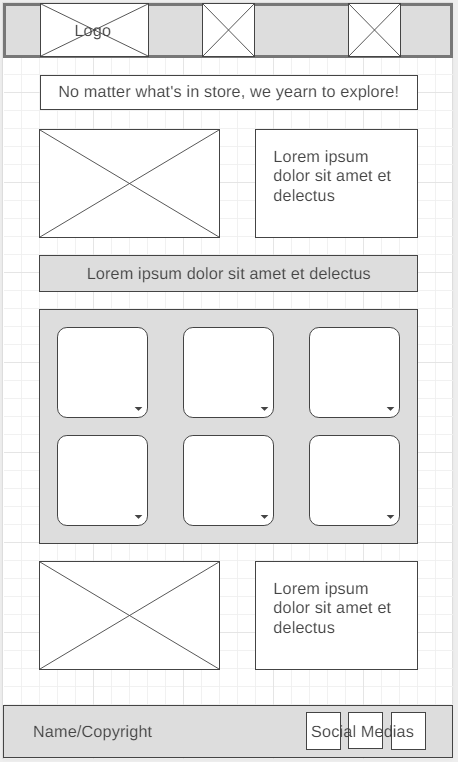 Logo
No matter what's in store, we yearn to explore!
Lorem ipsum
dolor sit amet et
delectus
Lorem ipsum dolor sit amet et delectus
Lorem ipsum
dolor sit amet et
delectus
Name/Copyright
Social Medias